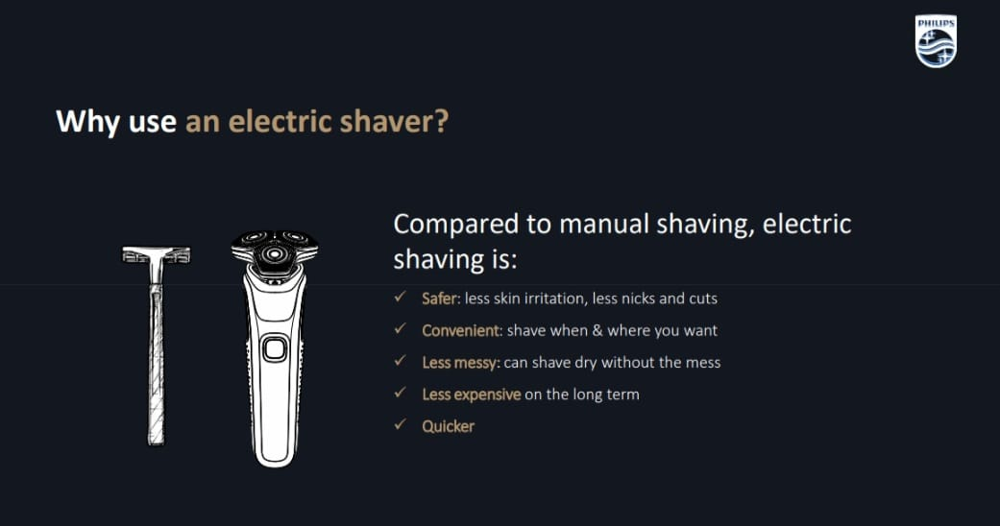 PHILIPS
Why use an electric shaver?
Compared to manual shaving, electric
shaving is:
✓ Safer: less skin irritation, less nicks and cuts
✓ Convenient: shave when & where you want
✓ Less messy: can shave dry without the mess
✓ Less expensive on the long term
✓ Quicker